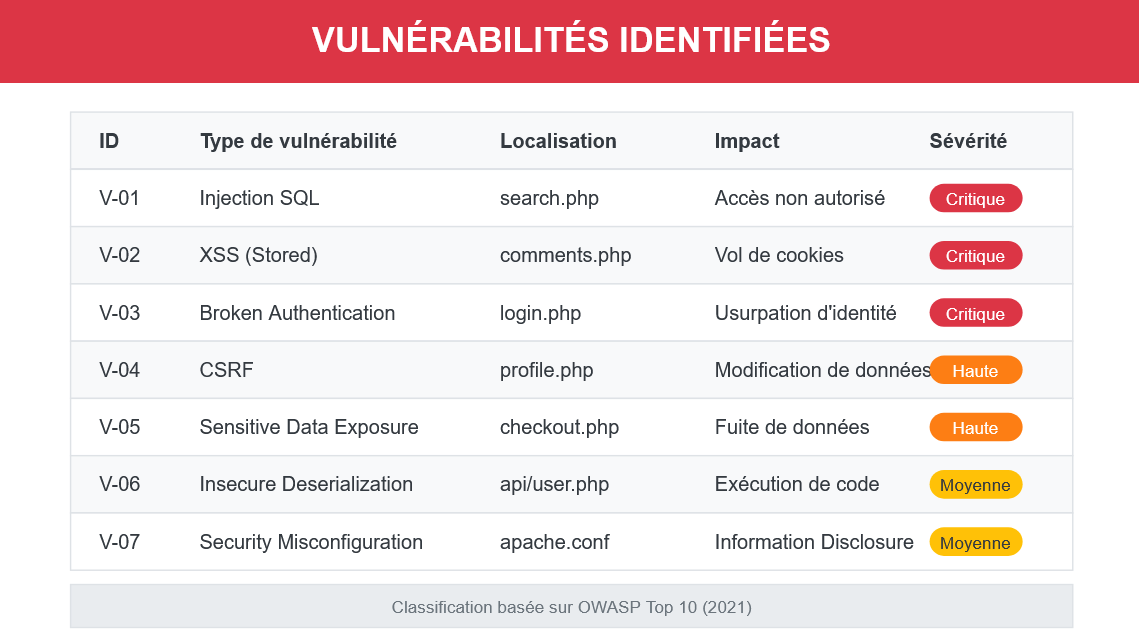 VULNÉRABILITÉS IDENTIFIÉES
ID Type de vulnérabilité Localisation Impact Sévérité
V-01 Injection SQL search.php Accès non autorisé Critique
V-02 XSS (Stored) comments.php Vol de cookies Critique
V-03 Broken Authentication login.php Usurpation d'identité Critique
V-04 CSRF profile.php Modification de données Haute
V-05 Sensitive Data Exposure checkout.php Fuite de données Haute
V-06 Insecure Deserialization api/user.php Exécution de code Moyenne
V-07 Security Misconfiguration apache.conf Information Disclosure Moyenne
Classification basée sur OWASP Top 10 (2021)